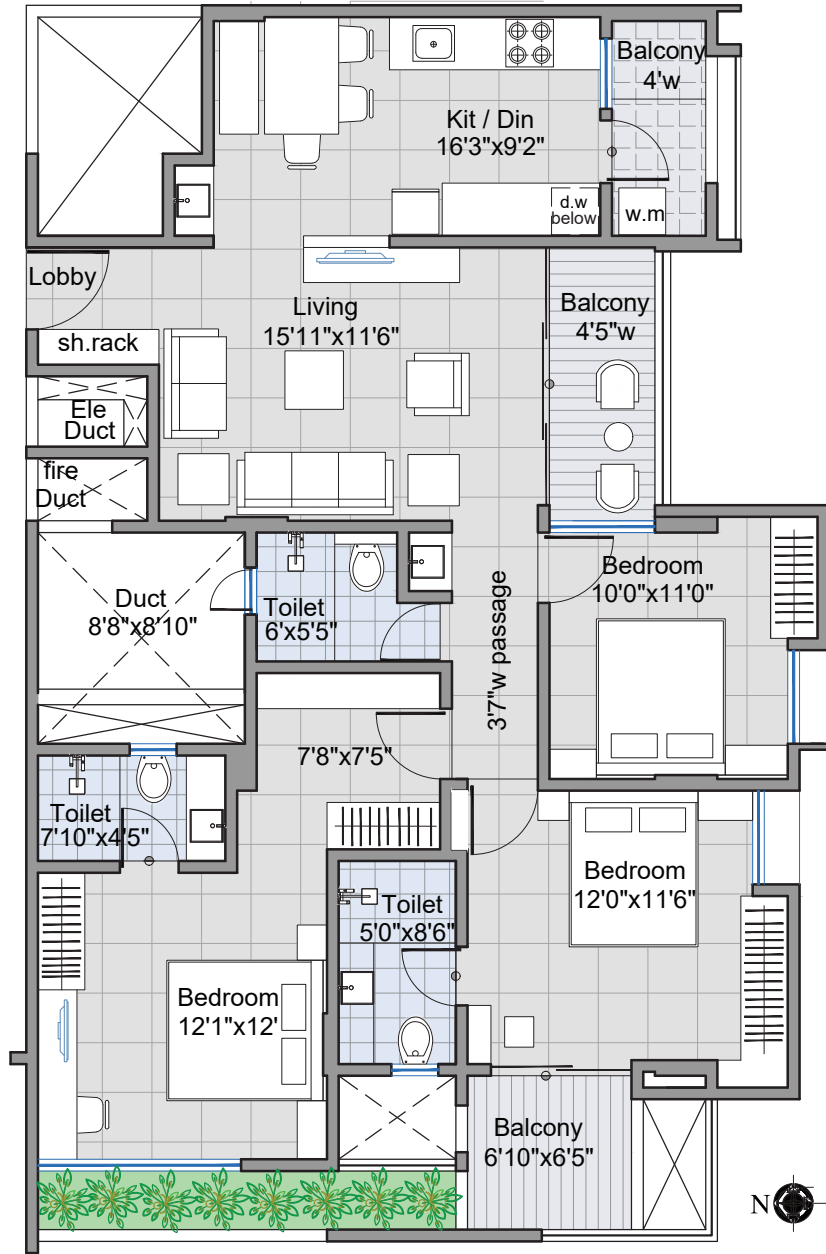 Balcony
4'w
Kit / Din
16'3"x9'2"
d.w
below
w.m
Lobby
Living
15'11"x11'6"
Balcony
4'5"w
sh.rack
Ele
Duct
fire
Duct
Bedroom
10'0"x11'0"
Duct
8'8"x8'10"
Toilet
6'x5'5"
3'7"w passage
7'8"x7'5"
Toilet
7'10"x4'5"
Bedroom
12'0"x11'6"
Toilet
5'0"x8'6"
Bedroom
12'1"x12'
Balcony
6'10"x6'5"
N